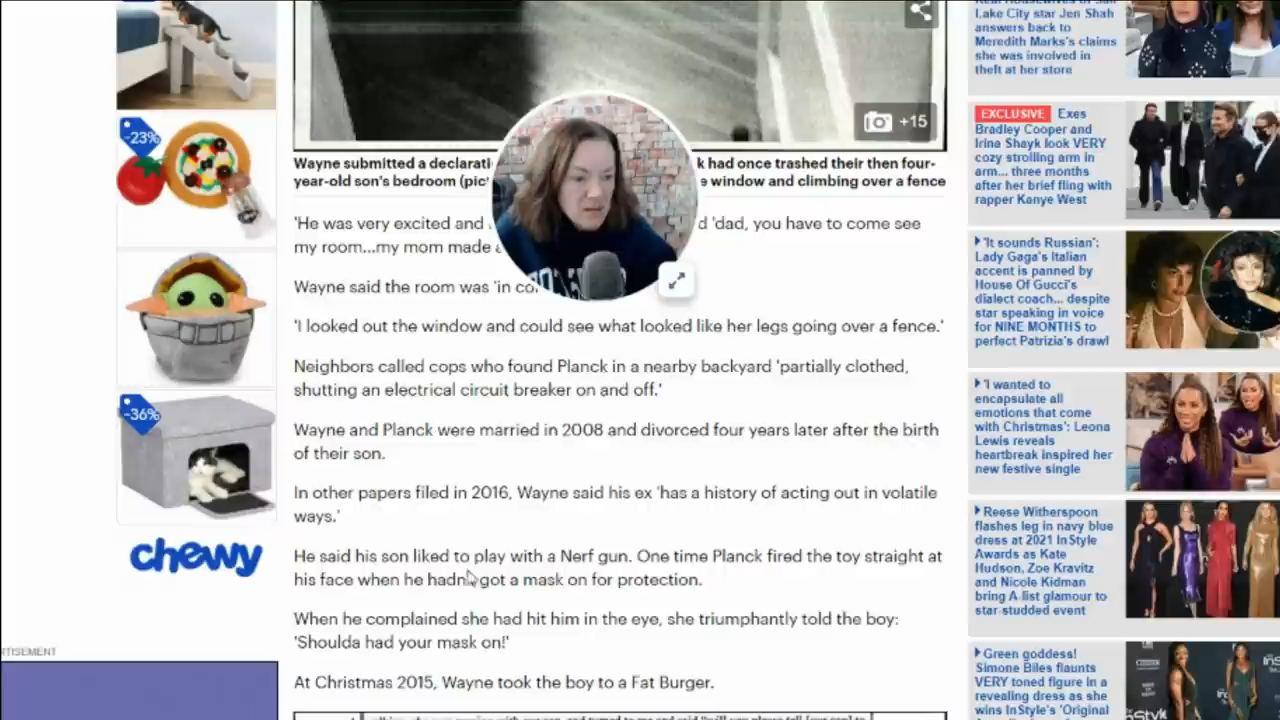 -23%
-36%
chewy
RTISEMENT
+15
Wayne submitted a declarati k had once trashed their then four-
year-old son's bedroom (pic e window and climbing over a fence
'He was very excited and d 'dad, you have to come see
my room...my mom made
Wayne said the room was 'in co
'I looked out the window and could see what looked like her legs going over a fence.'
Neighbors called cops who found Planck in a nearby backyard 'partially clothed,
shutting an electrical circuit breaker on and off.'
Wayne and Planck were married in 2008 and divorced four years later after the birth
of their son.
In other papers filed in 2016, Wayne said his ex 'has a history of acting out in volatile
ways.'
He said his son liked to play with a Nerf gun. One time Planck fired the toy straight at
his face when he hadn't got a mask on for protection.
When he complained she had hit him in the eye, she triumphantly told the boy:
'Shoulda had your mask on!'
At Christmas 2015, Wayne took the boy to a Fat Burger.
Lake City star Jen Shah
answers back to
Meredith Marks's claims
she was involved in
theft at her store
EXCLUSIVE Exes
Bradley Cooper and
Irina Shayk look VERY
cozy strolling arm in
arm... three months
after her brief fling with
rapper Kanye West
'It sounds Russian':
Lady Gaga's Italian
accent is panned by
House Of Gucci's
dialect coach... despite
star speaking in voice
for NINE MONTHS to
perfect Patrizia's drawl
'I wanted to
encapsulate all
emotions that come
with Christmas': Leona
Lewis reveals
heartbreak inspired her
new festive single
Reese Witherspoon
flashes leg in navy blue
dress at 2021 InStyle
Awards as Kate
Hudson, Zoe Kravitz
and Nicole Kidman
bring A-list glamour to
star-studded event
Green goddess!
Simone Biles flaunts
VERY toned figure in a
revealing dress as she
wins InStyle's 'Original